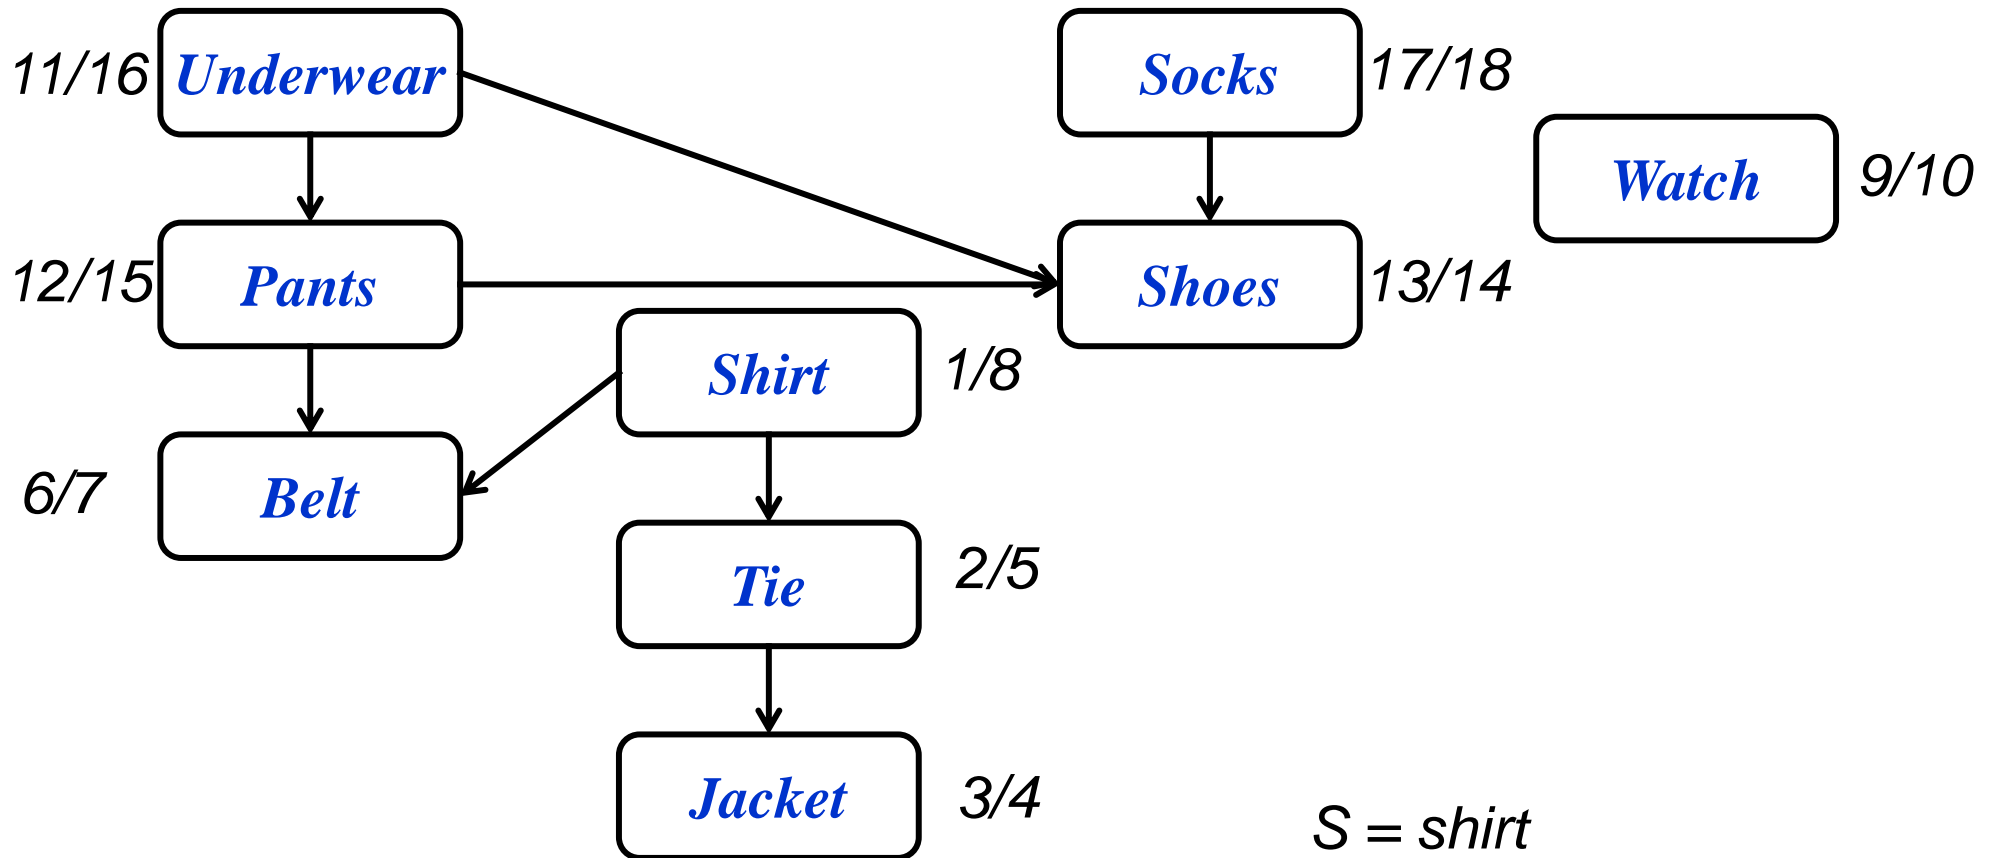 11/16 Underwear
Socks 17/18
Watch 9/10
12/15 Pants
Shoes 13/14
Shirt 1/8
6/7 Belt
Tie 2/5
Jacket 3/4
S = shirt